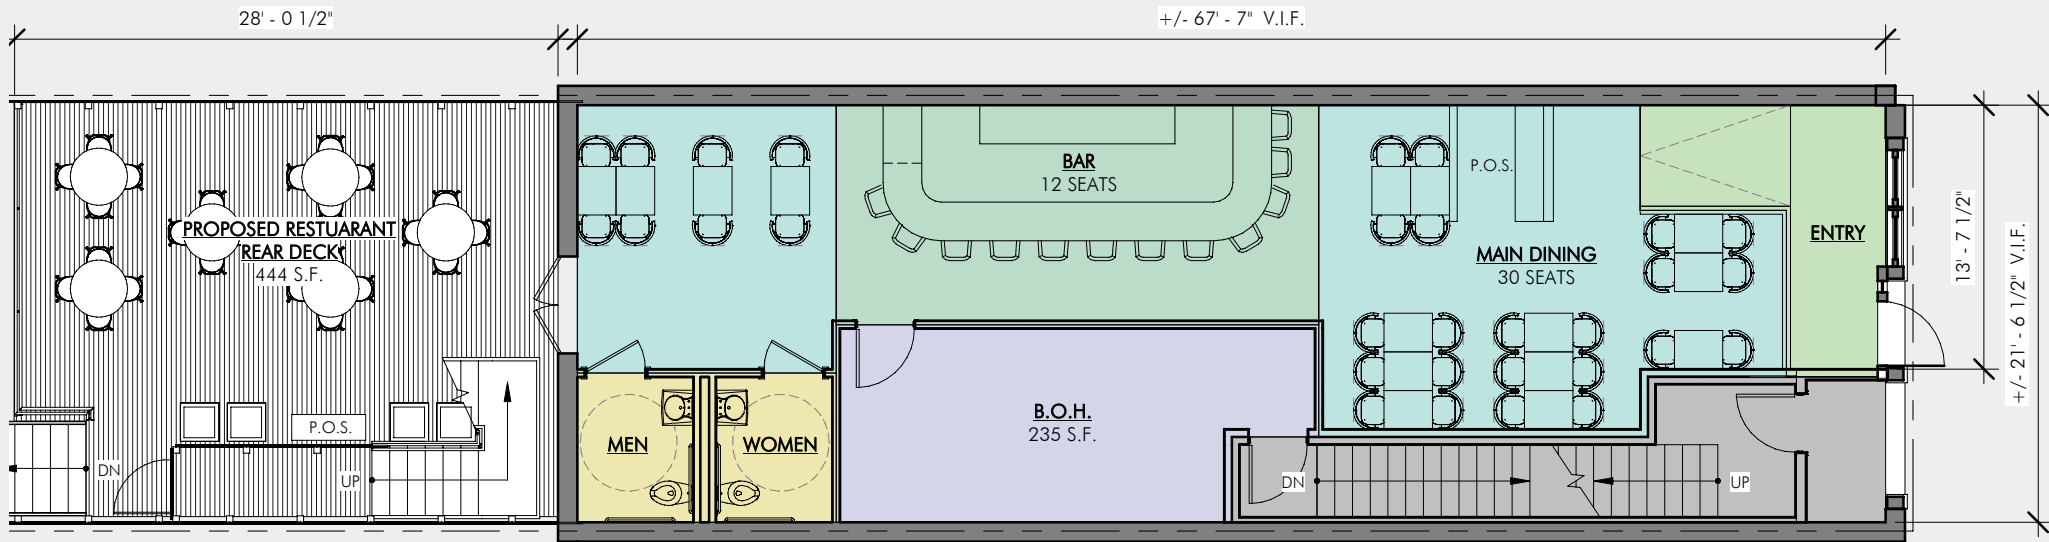 28' - 0 1/2"
+/- 67' - 7" V.I.F.
PROPOSED RESTUARANT
REAR DECK
444 S.F.
P.O.S.
DN
UP
MEN
WOMEN
BAR
12 SEATS
B.O.H.
235 S.F.
P.O.S.
MAIN DINING
30 SEATS
ENTRY
DN
UP
13' - 7 1/2"
+/- 21' - 6 1/2" V.I.F.